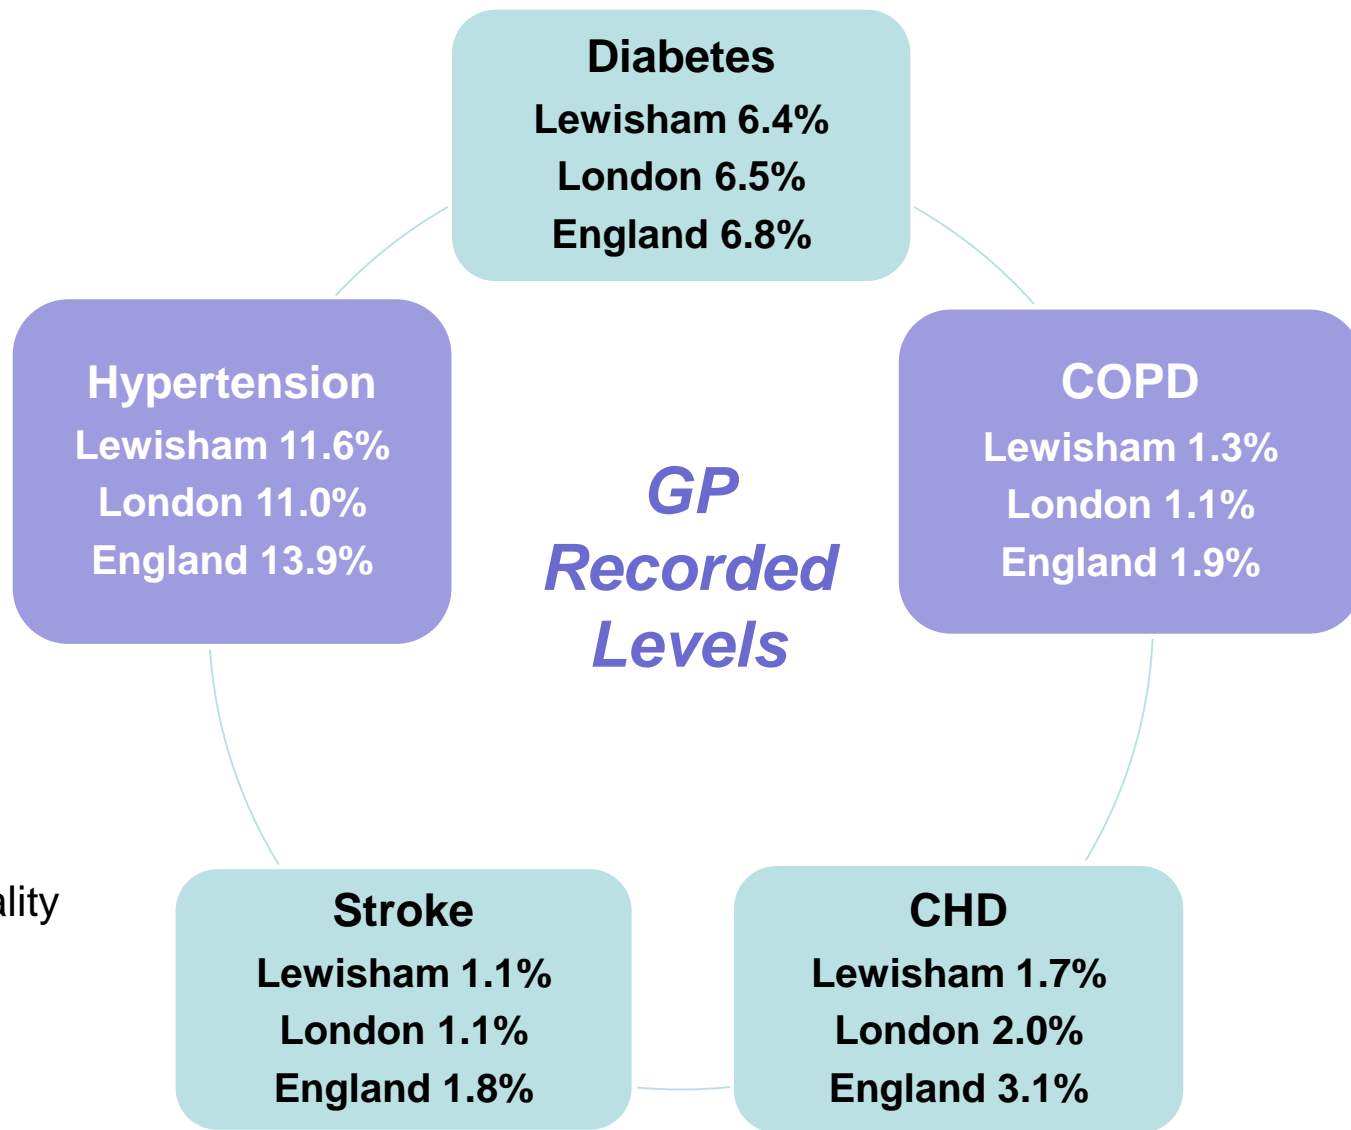 Diabetes
Lewisham 6.4%
London 6.5%
England 6.8%
Hypertension
Lewisham 11.6%
London 11.0%
England 13.9%
COPD
Lewisham 1.3%
London 1.1%
England 1.9%
GP
Recorded
Levels
Stroke
Lewisham 1.1%
London 1.1%
England 1.8%
CHD
Lewisham 1.7%
London 2.0%
England 3.1%